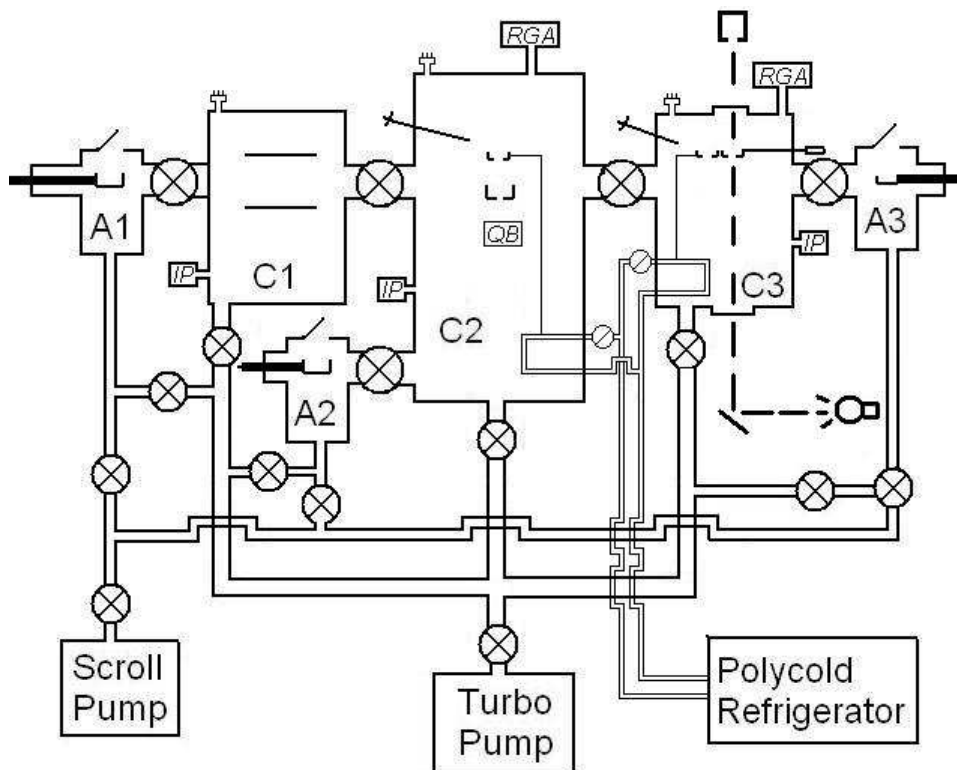 RGA
RGA
A1
C1
IP
A2
IP
C2
QB
C3
IP
A3
Scroll
Pump
Turbo
Pump
Polycold
Refrigerator